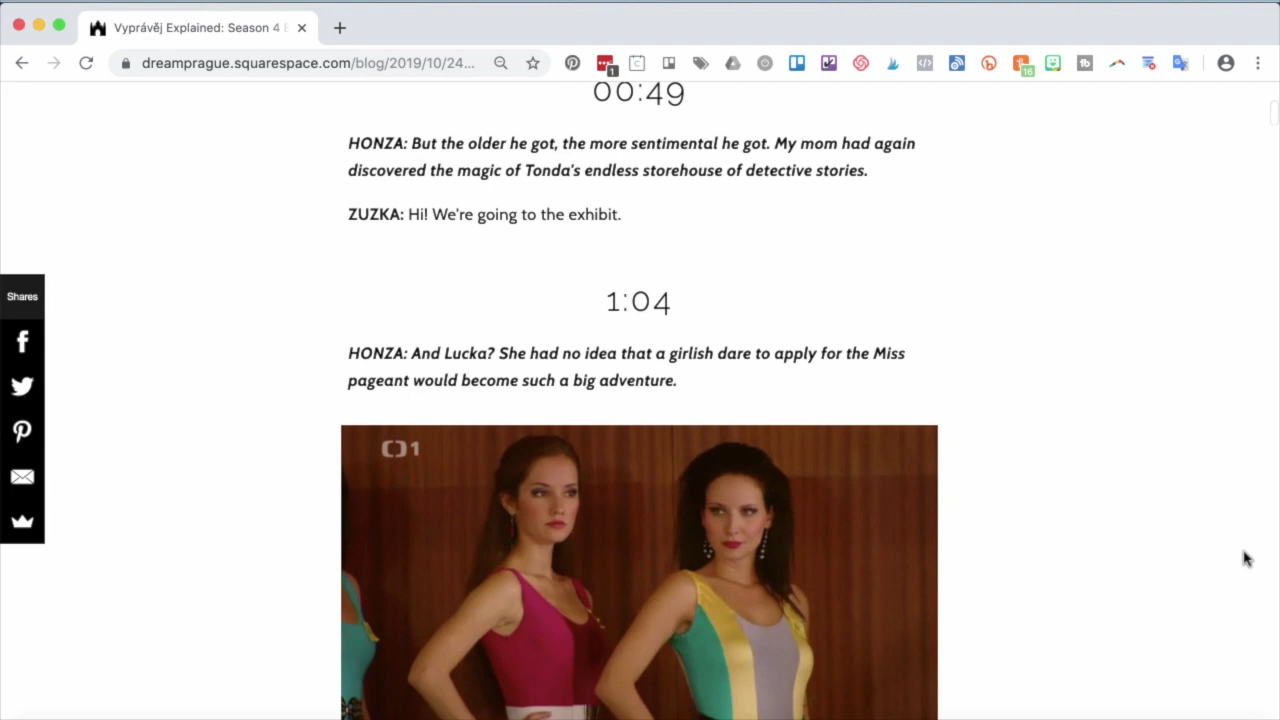 Vyprávěj Explained: Season 4
dreamprague.squarespace.com/blog/2019/10/24...
1
16
00:49
HONZA: But the older he got, the more sentimental he got. My mom had again
discovered the magic of Tonda's endless storehouse of detective stories.
ZUZKA: Hi! We're going to the exhibit.
Shares
1:04
HONZA: And Lucka? She had no idea that a girlish dare to apply for the Miss
pageant would become such a big adventure.
1